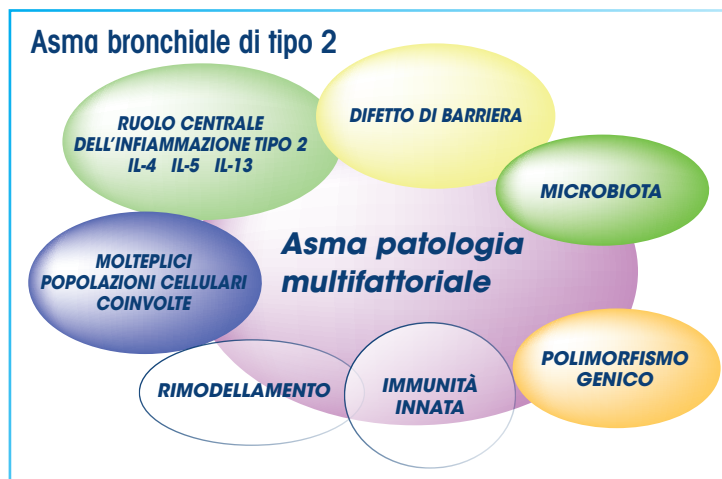 Asma bronchiale di tipo 2
RUOLO CENTRALE
DELL'INFIAMMAZIONE TIPO 2
IL-4 IL-5 IL-13
DIFETTO DI BARRIERA
MICROBIOTA
Asma patologia
multifattoriale
MOLTEPLICI
POPOLAZIONI CELLULARI
COINVOLTE
POLIMORFISMO
GENICO
RIMODELLAMENTO
IMMUNITÀ
INNATA